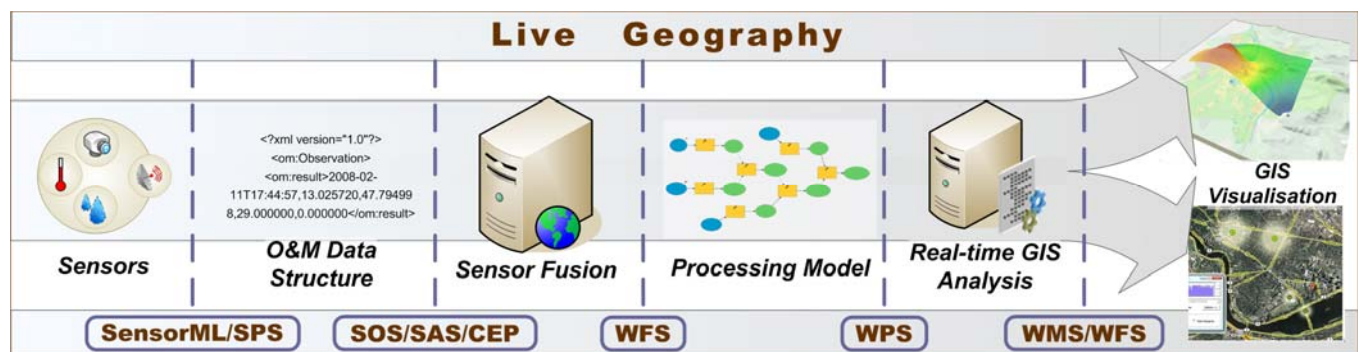 Live Geography
<?xml version="1.0"?>
<om:Observation>
<om:result>2008-02-
11T17:44:57,13.025720,47.79499
8,29.000000,0.000000</om:result>
Sensors
O&M Data
Structure
Sensor Fusion
Processing Model
Real-time GIS
Analysis
GIS
Visualisation
SensorML/SPS
SOS/SAS/CEP
WFS
WPS
WMS/WFS